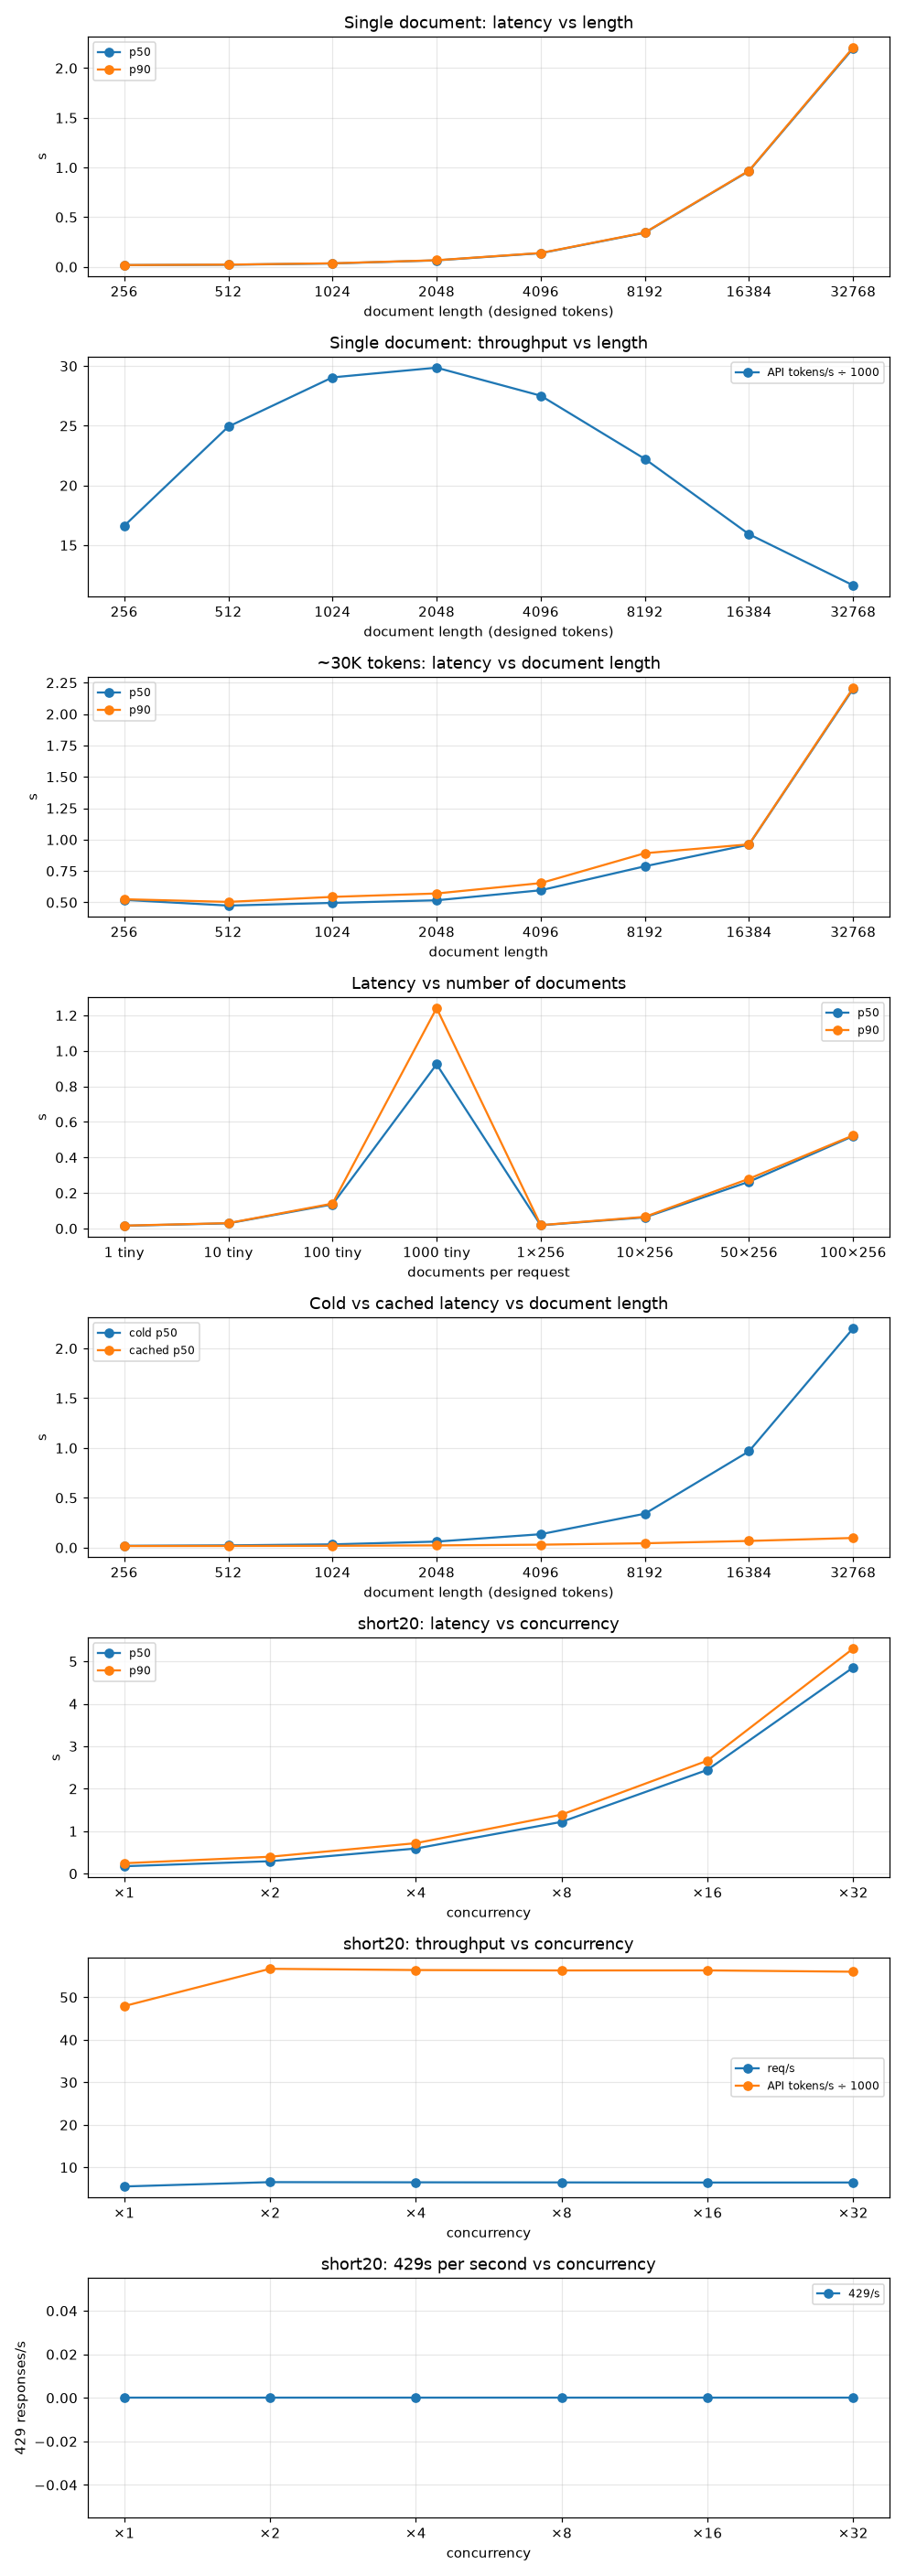 Single document: latency vs length
p50
p90
2.0
1.5
1.0
0.5
0.0
s
256 512 1024 2048 4096 8192 16384 32768
document length (designed tokens)
Single document: throughput vs length
API tokens/s ÷ 1000
30
25
20
15
256 512 1024 2048 4096 8192 16384 32768
document length (designed tokens)
~30K tokens: latency vs document length
p50
p90
2.25
2.00
1.75
1.50
1.25
1.00
0.75
0.50
s
256 512 1024 2048 4096 8192 16384 32768
document length
Latency vs number of documents
p50
p90
1.2
1.0
0.8
0.6
0.4
0.2
0.0
s
1 tiny 10 tiny 100 tiny 1000 tiny 1×256 10×256 50×256 100×256
documents per request
Cold vs cached latency vs document length
cold p50
cached p50
2.0
1.5
1.0
0.5
0.0
s
256 512 1024 2048 4096 8192 16384 32768
document length (designed tokens)
short20: latency vs concurrency
p50
p90
5
4
3
2
1
0
s
×1 ×2 ×4 ×8 ×16 ×32
concurrency
short20: throughput vs concurrency
50
40
30
20
10
req/s
API tokens/s ÷ 1000
×1 ×2 ×4 ×8 ×16 ×32
concurrency
short20: 429s per second vs concurrency
429/s
0.04
0.02
0.00
−0.02
−0.04
429 responses/s
×1 ×2 ×4 ×8 ×16 ×32
concurrency